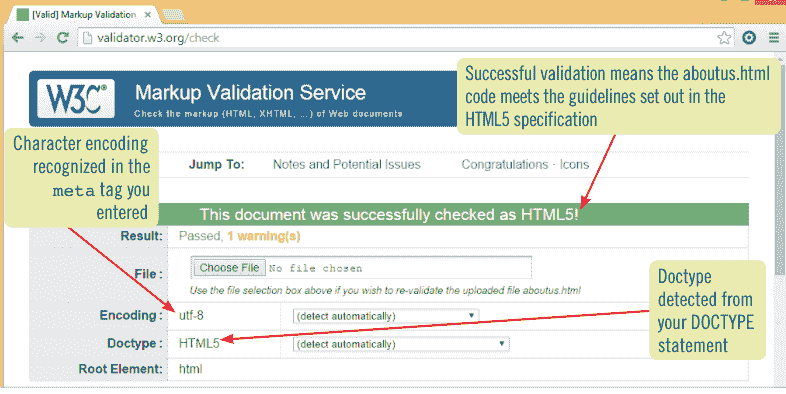 [Valid] Markup Validation
validator.w3.org/check
W3C®
Markup Validation Service
Check the markup (HTML, XHTML, ...) of Web documents
Successful validation means the aboutus.html
code meets the guidelines set out in the
HTML5 specification
Character encoding
recognized in the
meta tag you
entered
Jump To: Notes and Potential Issues Congratulations · Icons
This document was successfully checked as HTML5!
Result: Passed, 1 warning(s)
File : Choose File No file chosen
Use the file selection box above if you wish to re-validate the uploaded file aboutus.html
Encoding : utf-8 (detect automatically)
Doctype : HTML5 (detect automatically)
Root Element: html
Doctype
detected from
your DOCTYPE
statement